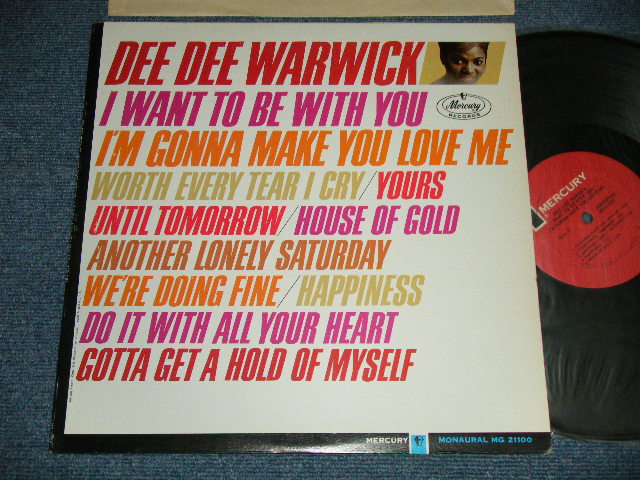 DEE DEE WARWICK
I WANT TO BE WITH YOU
Mercury
RECORDS
I'M GONNA MAKE YOU LOVE ME
WORTH EVERY TEAR I CRY/YOURS
UNTIL TOMORROW/HOUSE OF GOLD
ANOTHER LONELY SATURDAY
WE'RE DOING FINE/HAPPINESS
DO IT WITH ALL YOUR HEART
GOTTA GET A HOLD OF MYSELF
MERCURY MONAURAL MG 21100
MERCURY